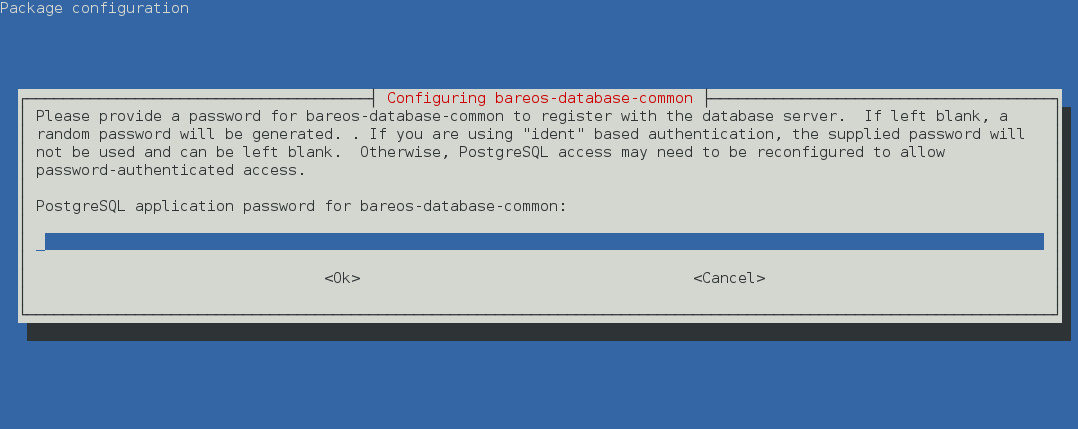 Package configuration
Configuring bareos-database-common
Please provide a password for bareos-database-common to register with the database server.  If left blank, a
random password will be generated. . If you are using "ident" based authentication, the supplied password will
not be used and can be left blank.  Otherwise, PostgreSQL access may need to be reconfigured to allow
password-authenticated access.
PostgreSQL application password for bareos-database-common:
<Ok> <Cancel>